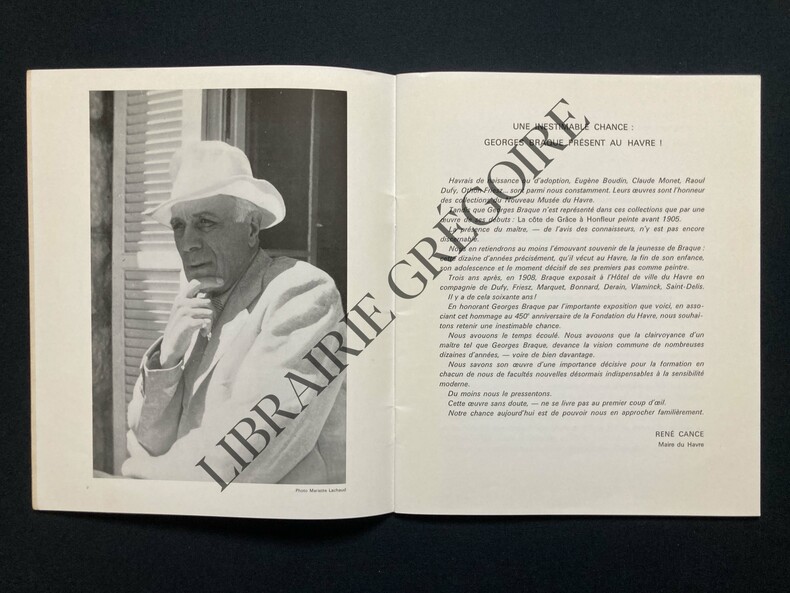 UNE INESTIMABLE CHANCE :
GEORGES BRAQUE PRÉSENT AU HAVRE !
Havrais de naissance ou d'adoption, Eugène Boudin, Claude Monet, Raoul
Dufy, Othon Friesz... sont parmi nous constamment. Leurs œuvres sont l'honneur
des collections du Nouveau Musée du Havre.
Tandis que Georges Braque n'est représenté dans ces collections que par une
œuvre de ses débuts : La côte de Grâce à Honfleur peinte avant 1905.
La présence du maître, — de l'avis des connaisseurs, n'y est pas encore
discernable.
Nous en retiendrons au moins l'émouvant souvenir de la jeunesse de Braque :
cette dizaine d'années précisément, qu'il vécut au Havre, la fin de son enfance,
son adolescence et le moment décisif de ses premiers pas comme peintre.
Trois ans après, en 1908, Braque exposait à l'Hôtel de ville du Havre en
compagnie de Dufy, Friesz, Marquet, Bonnard, Derain, Vlaminck, Saint-Delis.
Il y a de cela soixante ans !
En honorant Georges Braque par l'importante exposition que voici, en asso-
ciant cet hommage au 450e anniversaire de la Fondation du Havre, nous souhai-
tons retenir une inestimable chance.
Nous avouons le temps écoulé. Nous avouons que la clairvoyance d'un
maître tel que Georges Braque, devance la vision commune de nombreuses
dizaines d'années, — voire de bien davantage.
Nous savons son œuvre d'une importance décisive pour la formation en
chacun de nous de facultés nouvelles désormais indispensables à la sensibilité
moderne.
Du moins nous le pressentons.
Cette œuvre sans doute, — ne se livre pas au premier coup d'œil.
Notre chance aujourd'hui est de pouvoir nous en approcher familièrement.
RENÉ CANCE
Maire du Havre
Photo Mariette Lachaud
LIBRAIRIE GRÉGOIRE